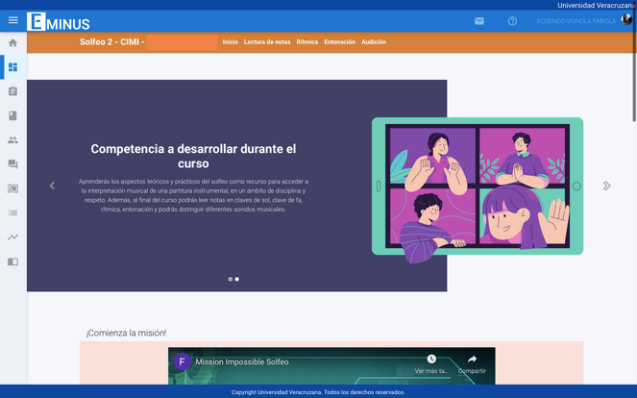 Universidad Veracruzana
EMINUS
ROSENDO VIGNOLA FABIOLA
Solfeo 2 - CIMI - Inicio Lectura de notas Rítmica Entonación Audición
Competencia a desarrollar durante el
curso
Aprenderás los aspectos teóricos y prácticos del solfeo como recurso para acceder a
la interpretación musical de una partitura instrumental, en un ámbito de disciplina y
respeto. Además, al final del curso podrás leer notas en claves de sol, clave de fa,
rítmica, entonación y podrás distinguir diferentes sonidos musicales.
¡Comienza la misión!
F Mission Impossible Solfeo
Ver más ta... Compartir
Copyright Universidad Veracruzana. Todos los derechos reservados.